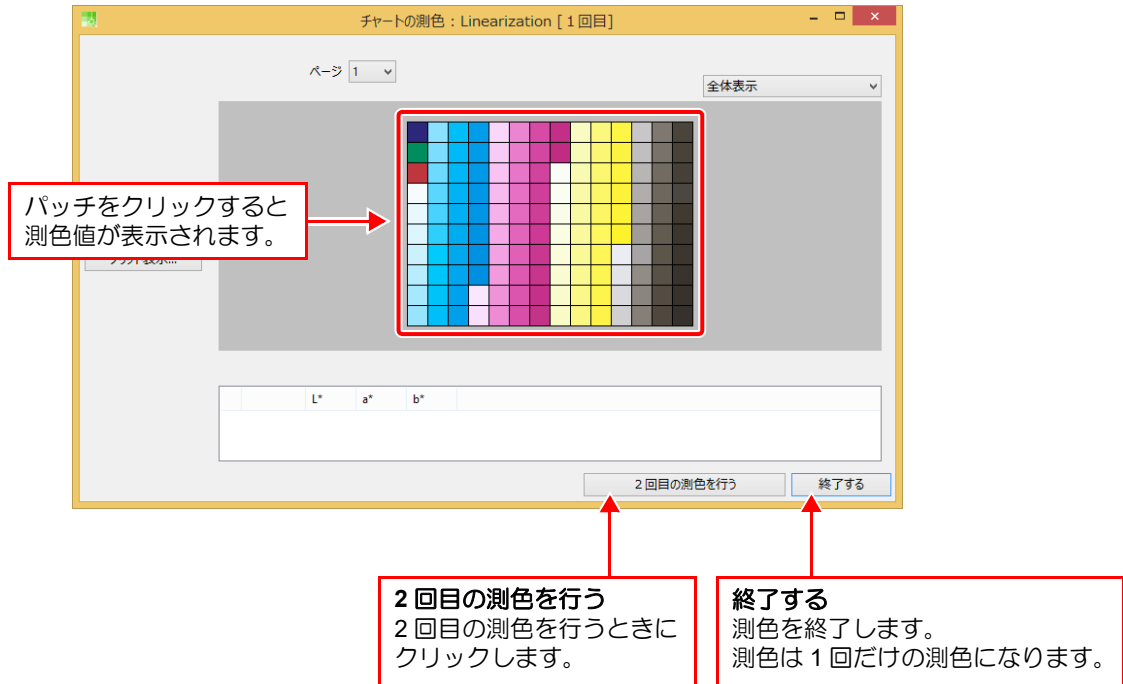 チャートの測色 : Linearization [ 1 回目]
ページ 1
全体表示
パッチをクリックすると
測色値が表示されます。
L* a* b*
2 回目の測色を行う 終了する
2 回目の測色を行う
2 回目の測色を行うときに
クリックします。
終了する
測色を終了します。
測色は 1 回だけの測色になります。